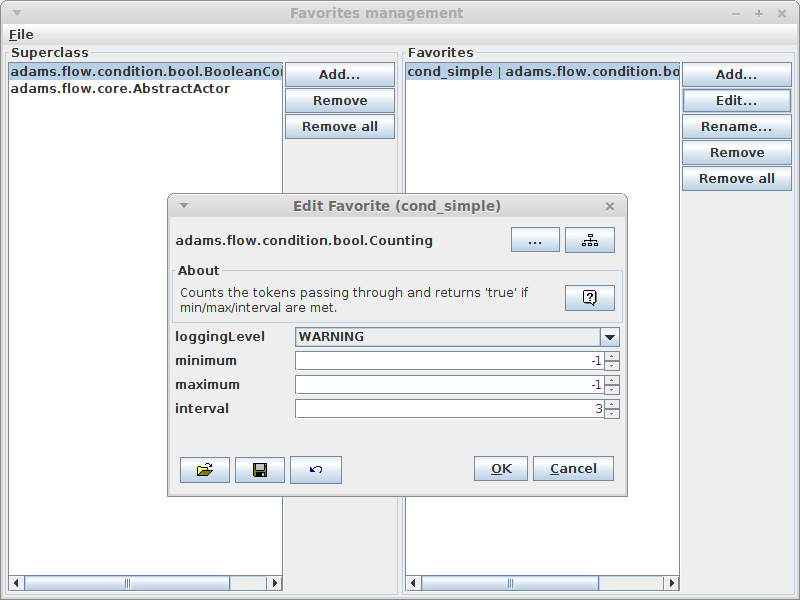 Favorites management
File
Superclass
adams.flow.condition.bool.BooleanCo
adams.flow.core.AbstractActor
Add...
Remove
Remove all
Favorites
cond_simple | adams.flow.condition.bo
Add...
Edit...
Rename...
Remove
Remove all
Edit Favorite (cond_simple)
adams.flow.condition.bool.Counting
...
About
Counts the tokens passing through and returns 'true' if
min/max/interval are met.
loggingLevel WARNING
minimum -1
maximum -1
interval 3
OK Cancel